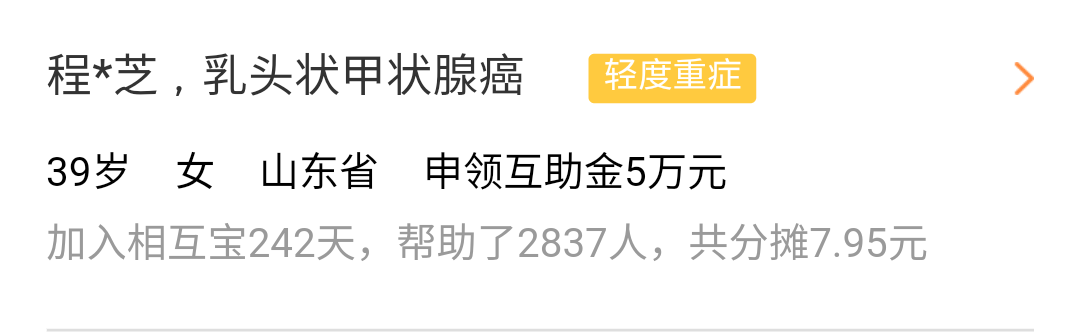 程*芝，乳头状甲状腺癌 轻度重症
39岁 女 山东省 申领互助金5万元
加入相互宝242天，帮助了2837人，共分摊7.95元